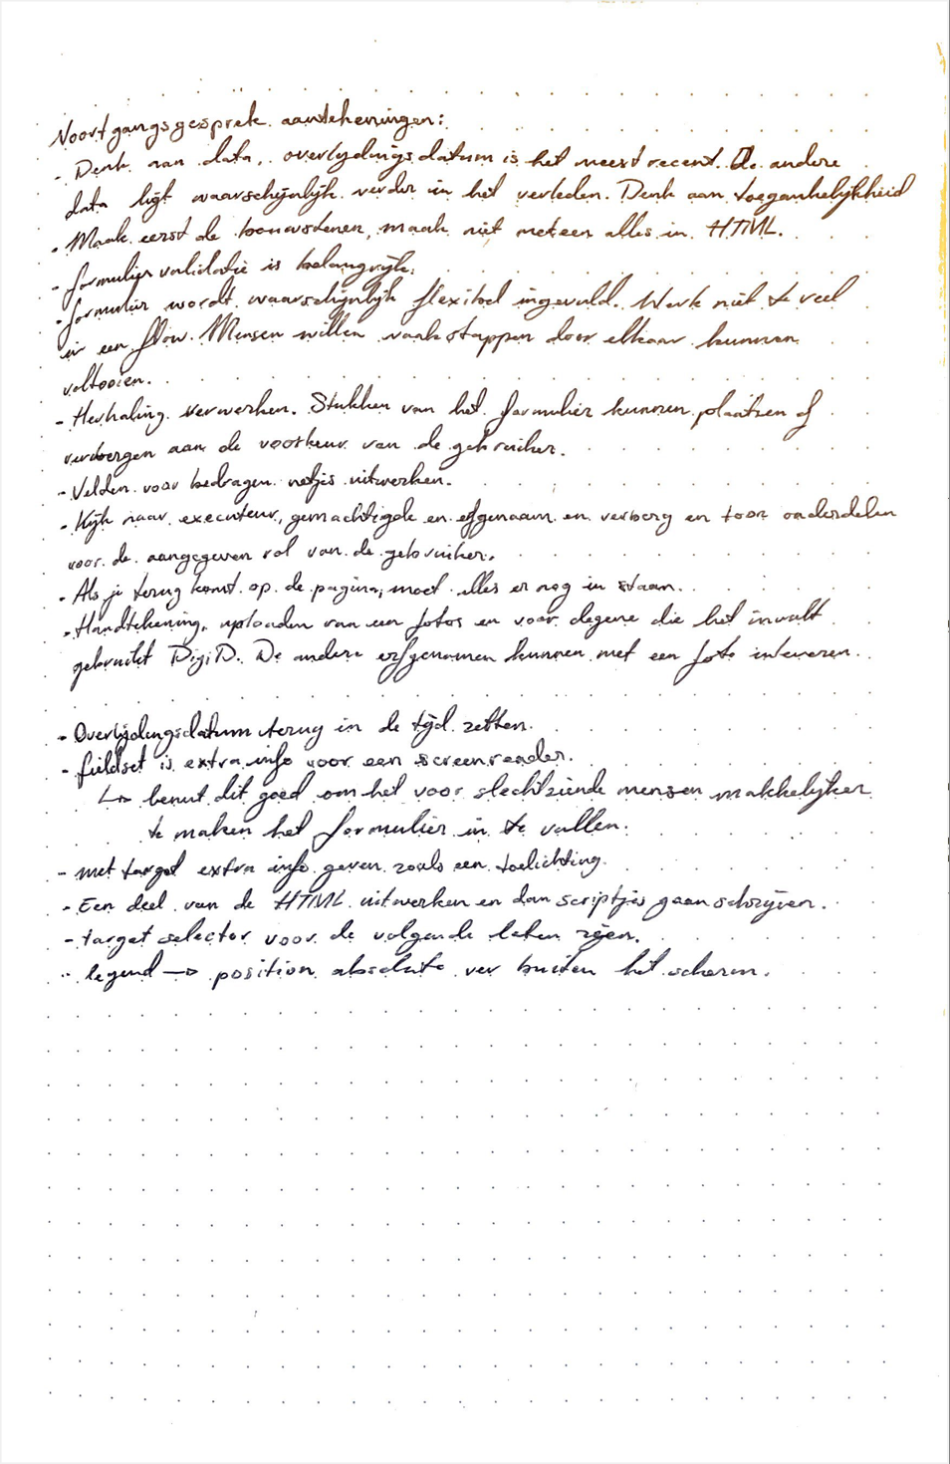 Voortgangsgesprek aantekeningen:
- Denk aan data, overlijdingsdatum is het meest recent. De andere
data ligt waarschijnlijk verder in het verleden. Denk aan toegankelijkheid
- Maak eerst de bouwstenen, maak niet meteen alles in HTML.
- formulier validatie is belangrijk.
- formulier wordt waarschijnlijk flexibel ingevuld. Werk niet te veel
in een flow. Mensen willen vaak stappen door elkaar kunnen
voltooien.
- Herhaling verwerken. Stukken van het formulier kunnen plaatsen of
verbergen aan de voorkeur van de gebruiker.
- Velden voor bedragen netjes uitwerken.
- Kijk naar executeur, gemachtigde en erfgenaam en verberg en toon onderdelen
voor de aangegeven rol van de gebruiker.
- Als je terug komt op de pagina, moet alles er nog in staan.
- Handtekening, uploaden van een fotos en voor degene die het invult
gebruikt DigiD. De andere erfgenamen kunnen met een foto inleveren.
- Overlijdingsdatum terug in de tijd zetten.
- fieldset is extra info voor een screenreader.
↳ benut dit goed om het voor slechtziende mensen makkelijker
te maken het formulier in te vullen.
- met target extra info geven zoals een toelichting.
- Een deel van de HTML uitwerken en dan scriptjes gaan schrijven.
- target selector voor de volgende laten zien.
- legend → position absolute ver buiten het scherm.